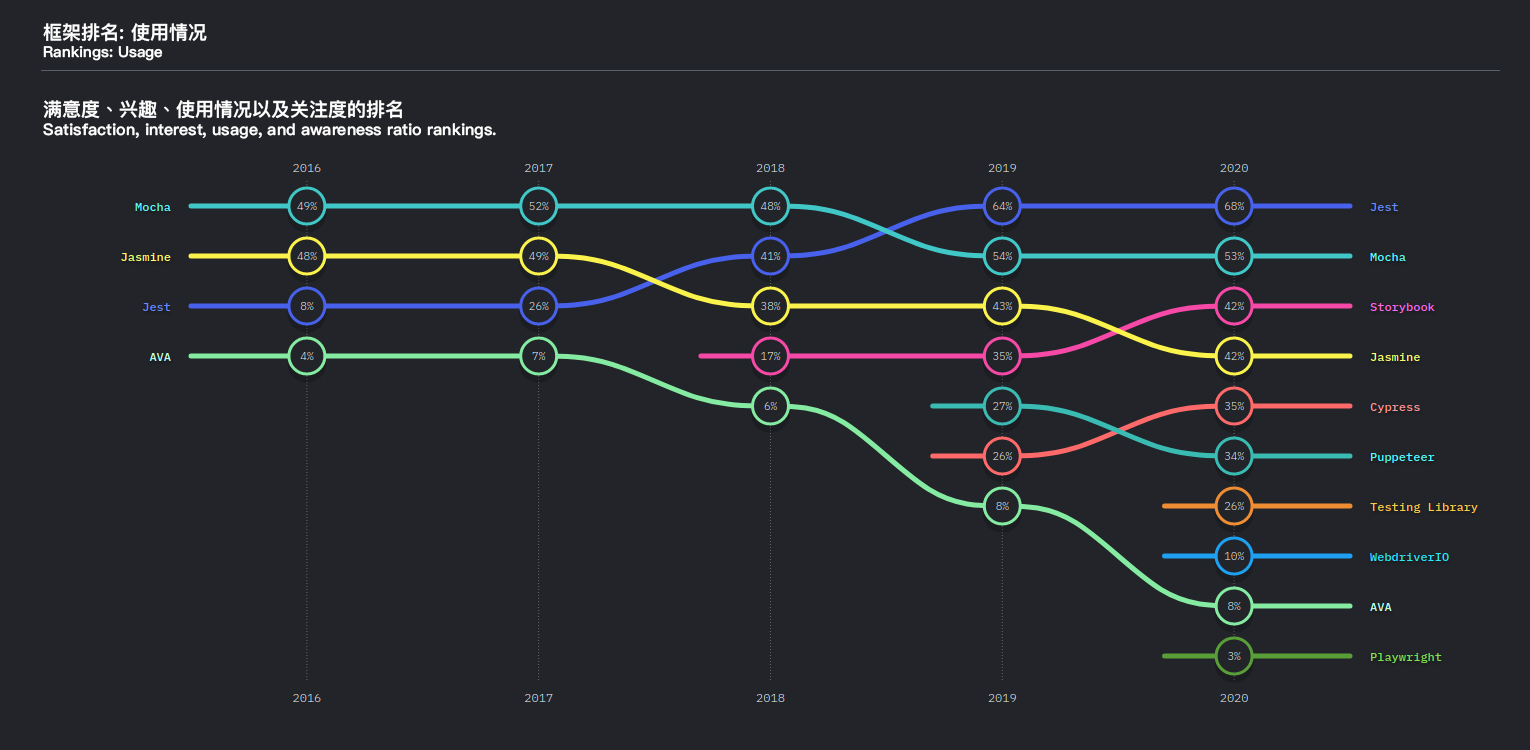 框架排名: 使用情况
Rankings: Usage
满意度、兴趣、使用情况以及关注度的排名
Satisfaction, interest, usage, and awareness ratio rankings.
2016 2017 2018 2019 2020
Mocha 49% 52% 48% 64% 68% Jest
Jasmine 48% 49% 41% 54% 53% Mocha
Jest 8% 26% 38% 43% 42% Storybook
AVA 4% 7% 17% 35% 42% Jasmine
6% 27% 35% Cypress
26% 34% Puppeteer
8% 26% Testing Library
10% WebdriverIO
8% AVA
3% Playwright
2016 2017 2018 2019 2020